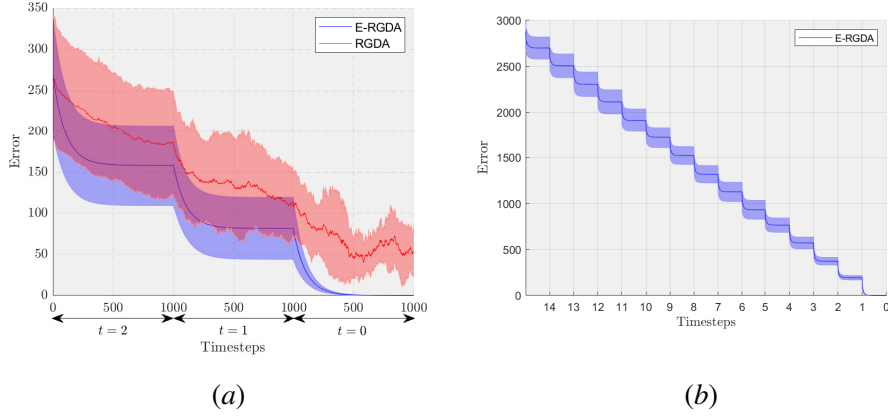 350
300
250
200
150
100
50
0
Error
E-RGDA
RGDA
0 500 1000 500 1000 500 1000
t = 2 t = 1 t = 0
Timesteps
(a)
3000
2500
2000
1500
1000
500
0
Error
E-RGDA
15 14 13 12 11 10 9 8 7 6 5 4 3 2 1 0
Timesteps
(b)